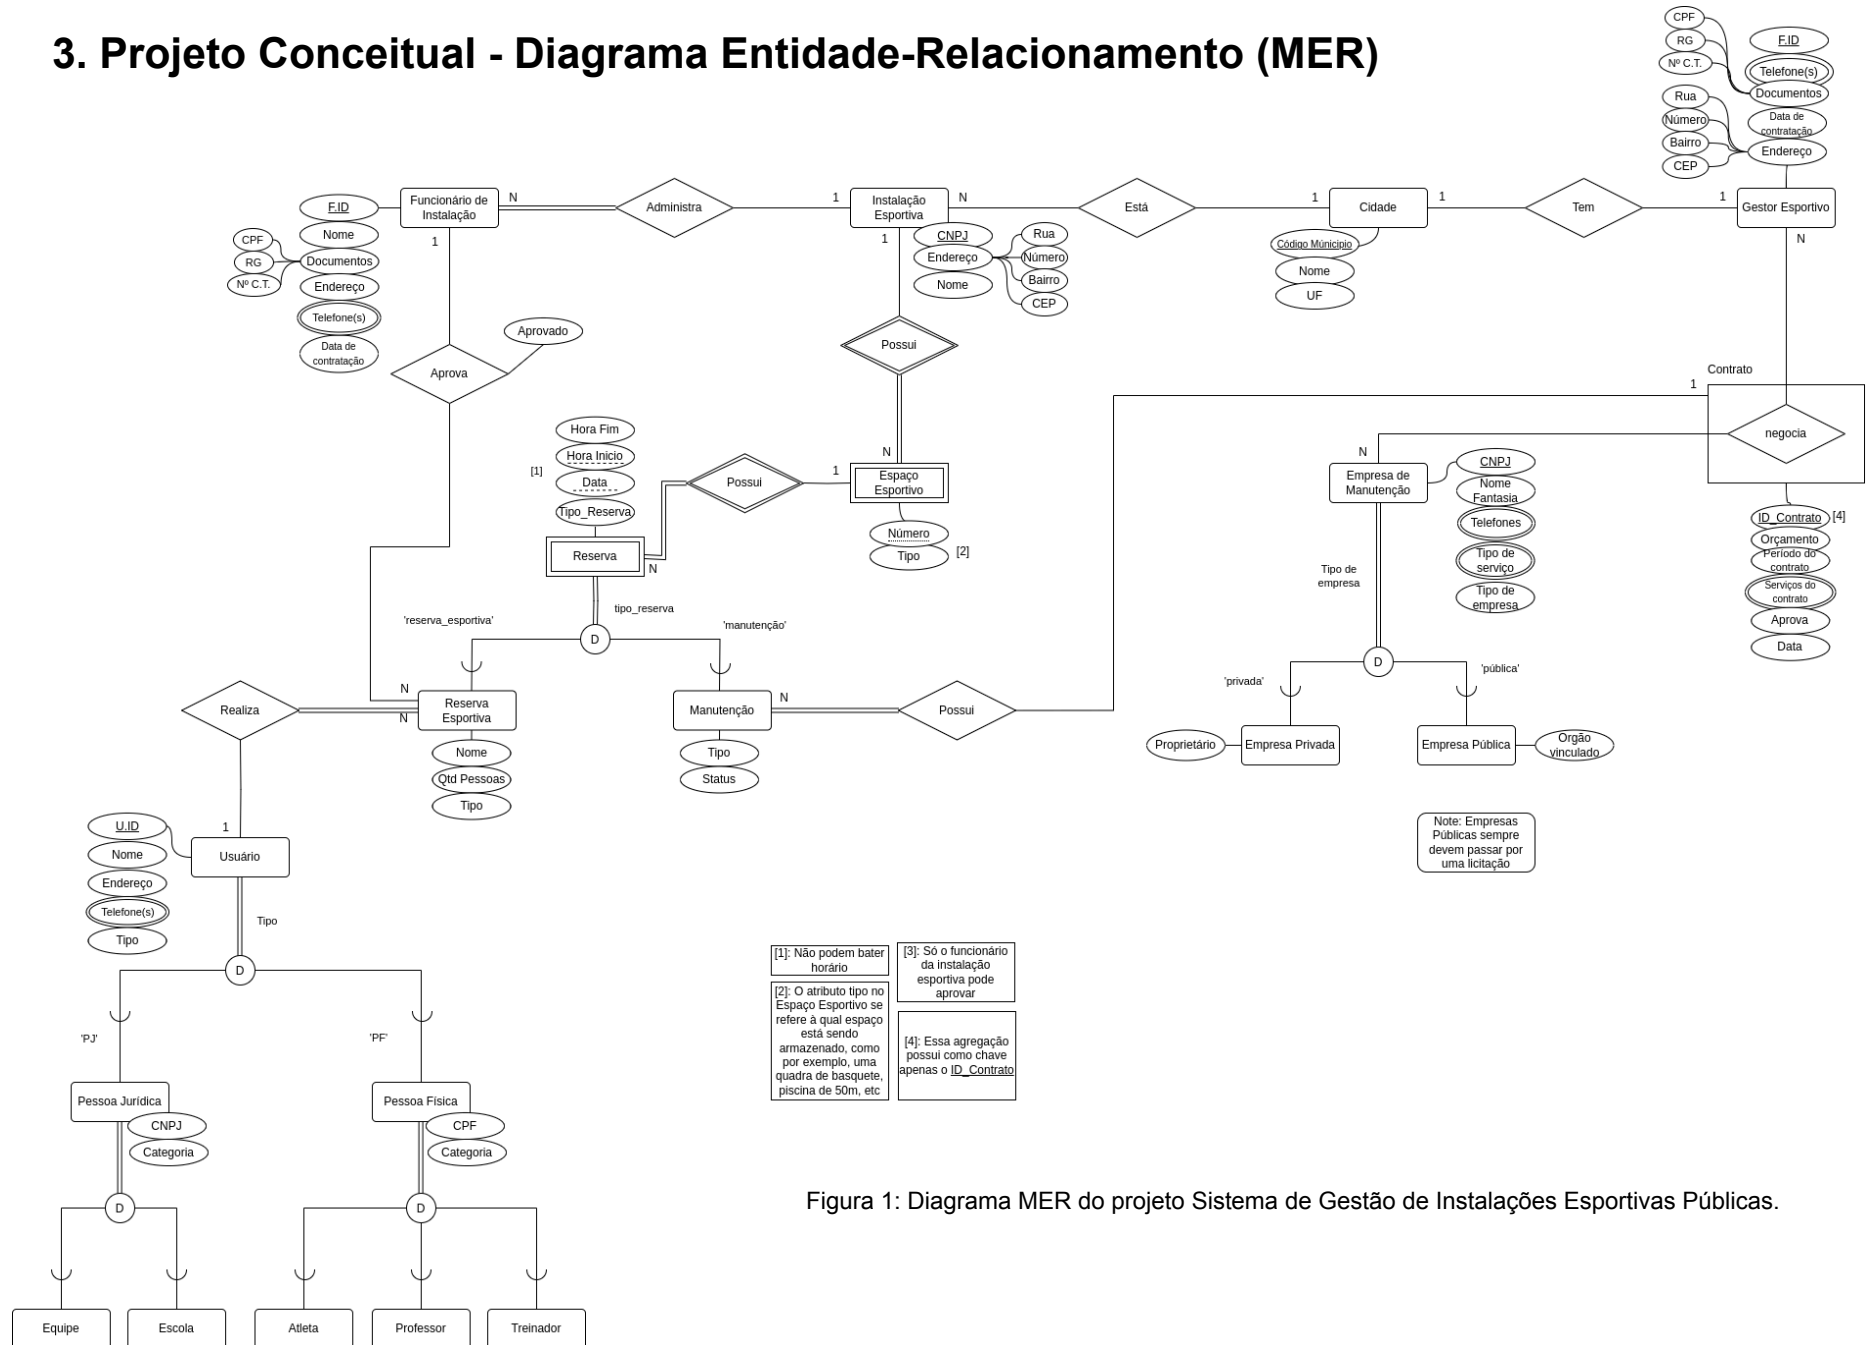 3. Projeto Conceitual - Diagrama Entidade-Relacionamento (MER)
CPF
RG
Nº C.T.
F.ID
Telefone(s)
Documentos
Data de
contratação
Endereço
Rua
Número
Bairro
CEP
Funcionário de
Instalação
N
Administra
1
Instalação
Esportiva
N
Está
1
Cidade
1
Tem
1
Gestor Esportivo
F.ID
Nome
Documentos
Endereço
Telefone(s)
Data de
contratação
CPF
RG
Nº C.T.
1
1
N
CNPJ
Endereço
Nome
Rua
Número
Bairro
CEP
Código Múnicipio
Nome
UF
Aprovado
Aprova
Possui
Contrato
1
negocia
Hora Fim
Hora Inicio
Data
Tipo_Reserva
[1]
Possui
1
N
Espaço
Esportivo
Número
Tipo
[2]
N
Empresa de
Manutenção
CNPJ
Nome
Fantasia
Telefones
Tipo de
serviço
Tipo de
empresa
ID_Contrato
[4]
Orçamento
Período do
contrato
Serviços do
contrato
Aprova
Data
Reserva
N
Tipo de
empresa
tipo_reserva
'reserva_esportiva'
'manutenção'
D
D
'privada'
'pública'
Realiza
N
N
Reserva
Esportiva
Manutenção
N
Possui
Nome
Qtd Pessoas
Tipo
Tipo
Status
Proprietário
Empresa Privada
Empresa Pública
Orgão
vinculado
U.ID
Nome
Endereço
Telefone(s)
Tipo
1
Usuário
Note: Empresas
Públicas sempre
devem passar por
uma licitação
Tipo
D
[1]: Não podem bater
horário
[2]: O atributo tipo no
Espaço Esportivo se
refere à qual espaço
está sendo
armazenado, como
por exemplo, uma
quadra de basquete,
piscina de 50m, etc
[3]: Só o funcionário
da instalação
esportiva pode
aprovar
[4]: Essa agregação
possui como chave
apenas o ID_Contrato
'PJ'
'PF'
Pessoa Jurídica
CNPJ
Categoria
Pessoa Física
CPF
Categoria
D
D
Figura 1: Diagrama MER do projeto Sistema de Gestão de Instalações Esportivas Públicas.
Equipe
Escola
Atleta
Professor
Treinador